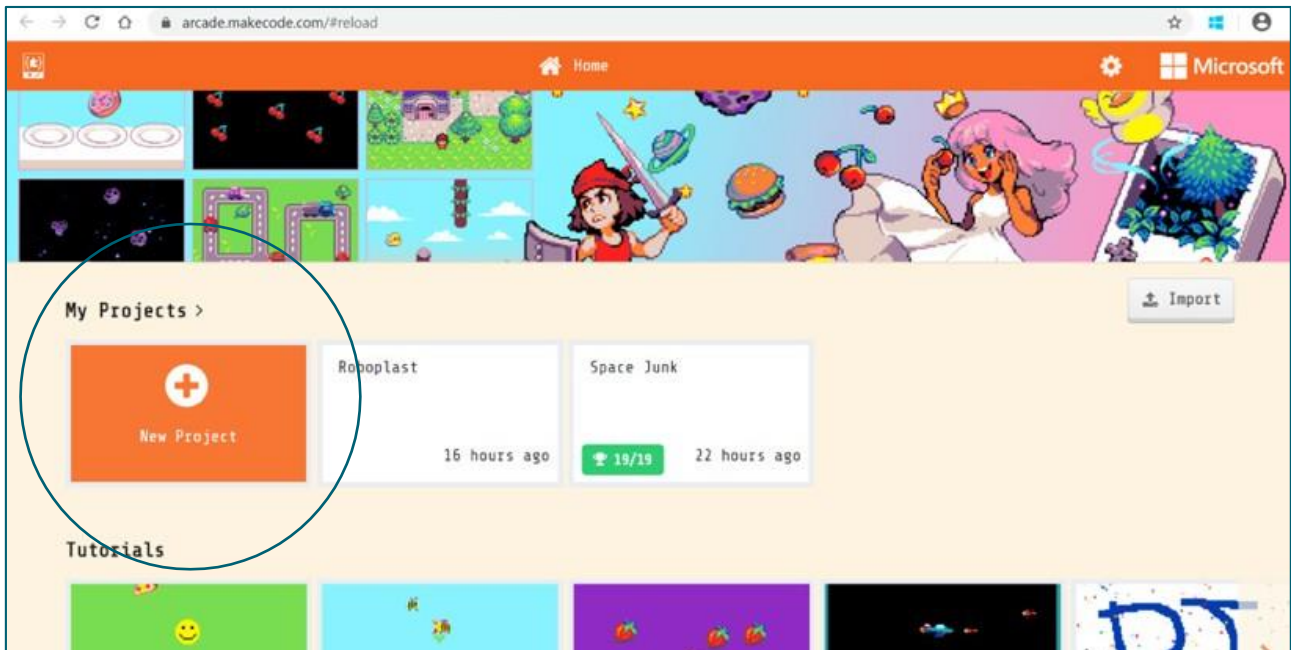 arcade.makecode.com/#reload
Home
Microsoft
My Projects >
Import
New Project
Roboplast
16 hours ago
Space Junk
19/19
22 hours ago
Tutorials